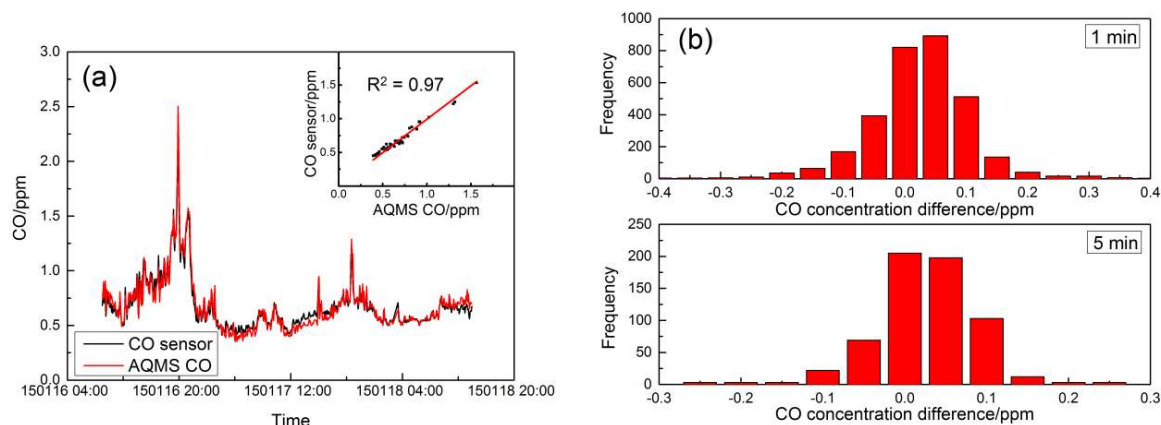 (a)
3.0
2.5
2.0
1.5
1.0
0.5
0.0
CO/ppm
150116 04:00 150116 20:00 150117 12:00 150118 04:00 150118 20:00
Time
CO sensor
AQMS CO
R² = 0.97
1.5
1.0
0.5
CO sensor/ppm
0 0.5 1.0 1.5
AQMS CO/ppm
(b)
1 min
1000
800
600
400
200
0
Frequency
-0.4 -0.3 -0.2 -0.1 0.0 0.1 0.2 0.3 0.4
CO concentration difference/ppm
5 min
250
200
150
100
50
0
Frequency
-0.3 -0.2 -0.1 0.0 0.1 0.2 0.3
CO concentration difference/ppm